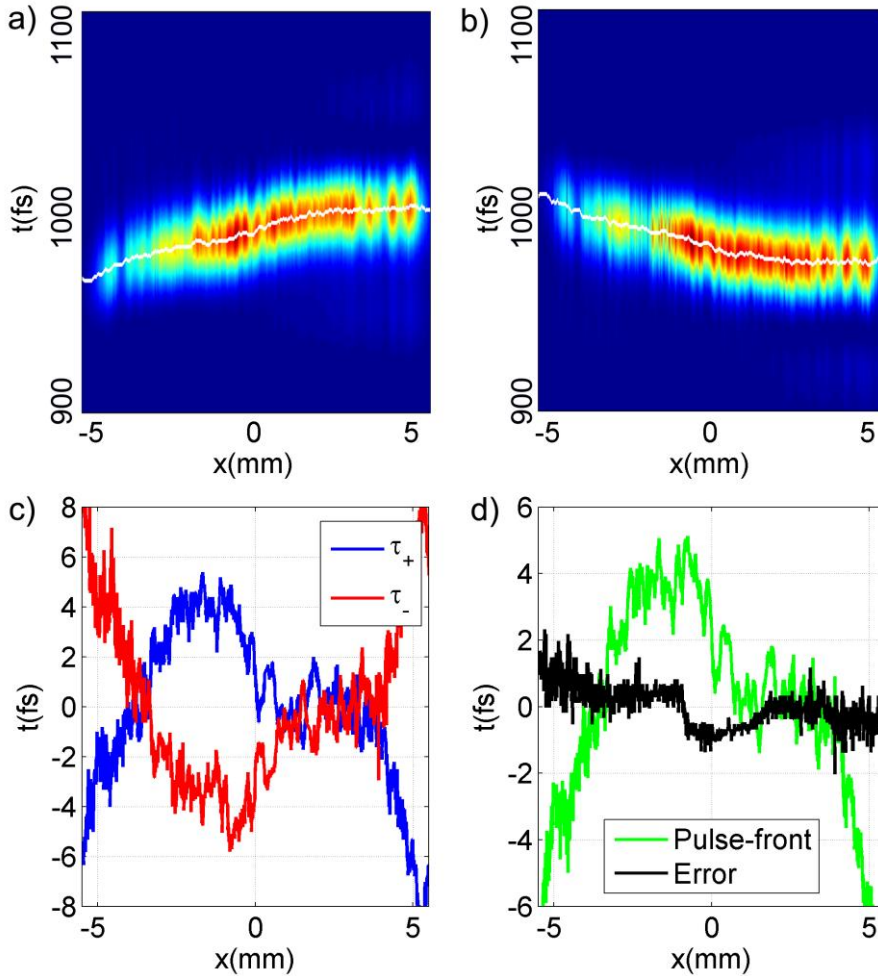 a)
1100
1000
900
t(fs)
-5 0 5
x(mm)
b)
1100
1000
900
t(fs)
-5 0 5
x(mm)
c)
8
6
4
2
0
-2
-4
-6
-8
t(fs)
τ+
τ-
-5 0 5
x(mm)
d)
6
4
2
0
-2
-4
-6
t(fs)
Pulse-front
Error
-5 0 5
x(mm)